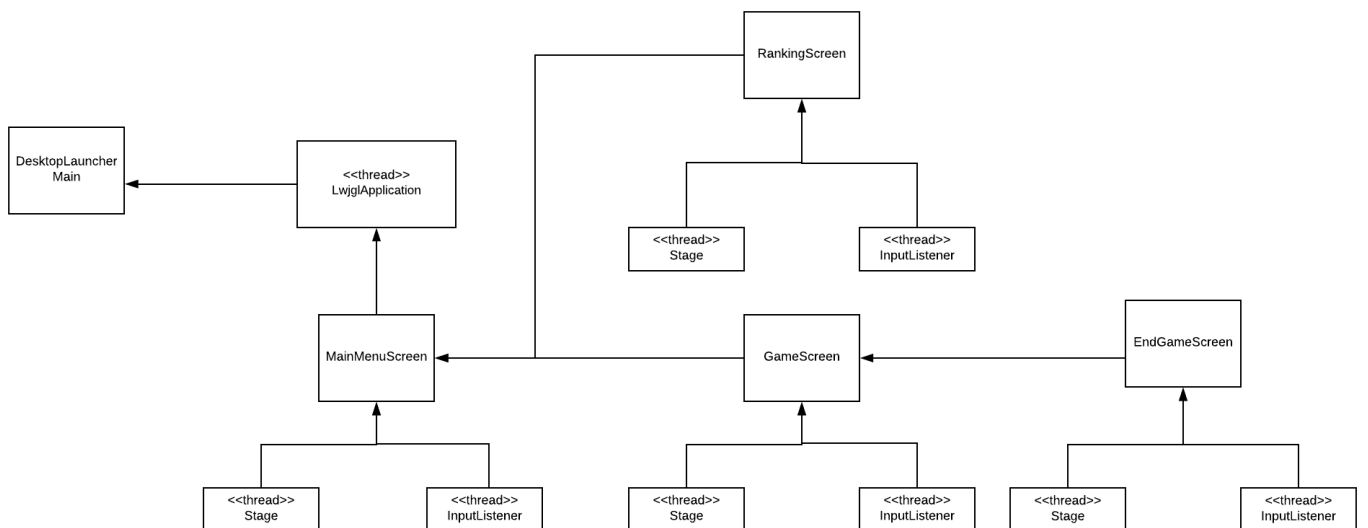 RankingScreen
DesktopLauncher
Main
<<thread>>
LwjglApplication
<<thread>>
Stage
<<thread>>
InputListener
MainMenuScreen
GameScreen
EndGameScreen
<<thread>>
Stage
<<thread>>
InputListener
<<thread>>
Stage
<<thread>>
InputListener
<<thread>>
Stage
<<thread>>
InputListener